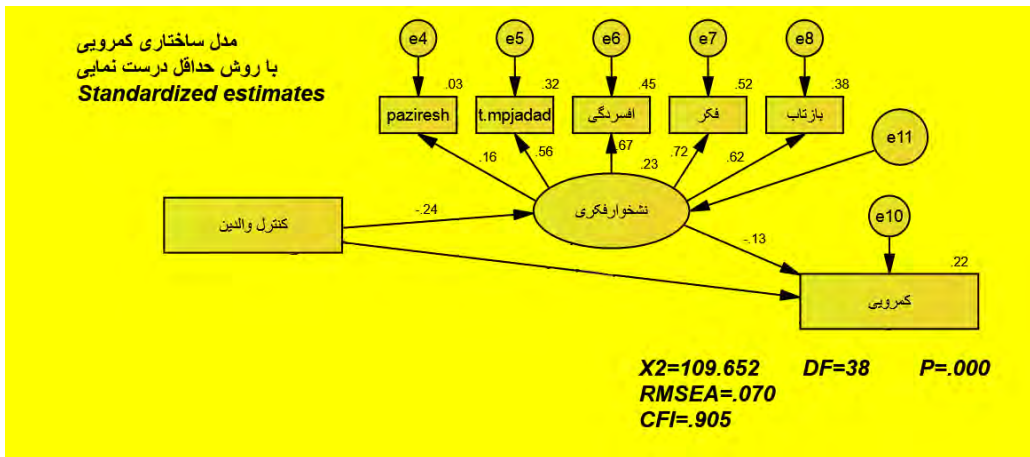 مدل ساختاری کمرویی
با روش حداقل درست نمایی
Standardized estimates
e4
e5
e6
e7
e8
.03
.32
.45
.52
.38
paziresh
t.mpjadad
افسردگی
فکر
بازتاب
e11
.16
.56
.67
.72
.62
.23
نشخوارفکری
-.24
کنترل والدین
e10
-.13
.22
کمرویی
X2=109.652 DF=38 P=.000
RMSEA=.070
CFI=.905